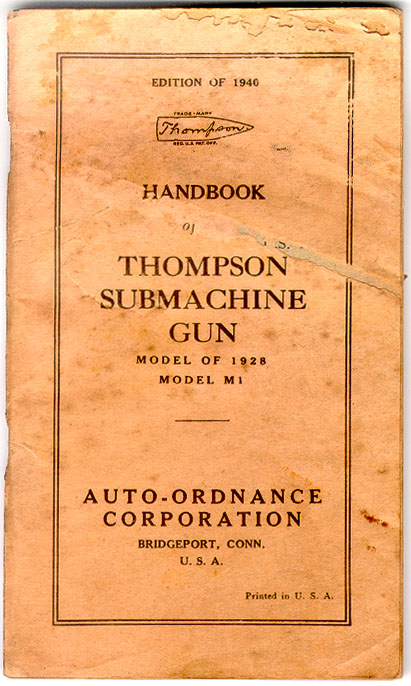 EDITION OF 1940
TRADE-MARK
Thompson
REG. U.S. PAT. OFF.
HANDBOOK
of
THOMPSON
SUBMACHINE
GUN
MODEL OF 1928
MODEL M1
AUTO-ORDNANCE
CORPORATION
BRIDGEPORT, CONN.
U. S. A.
Printed in U. S. A.